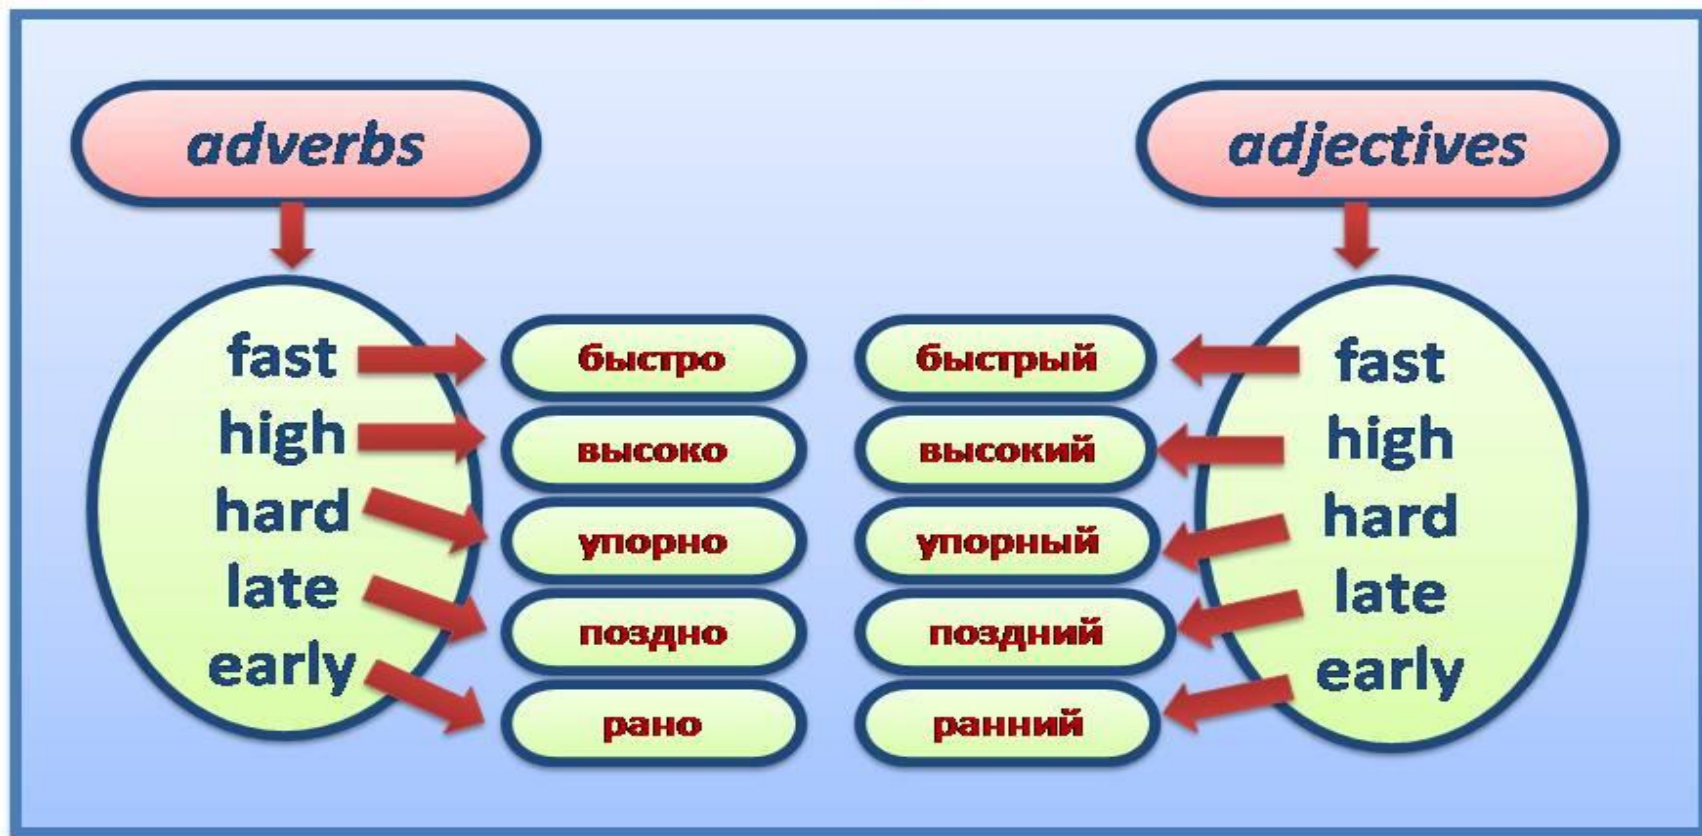 adverbs
adjectives
fast быстро быстрый fast
high высоко высокий high
hard упорно упорный hard
late поздно поздний late
early рано ранний early